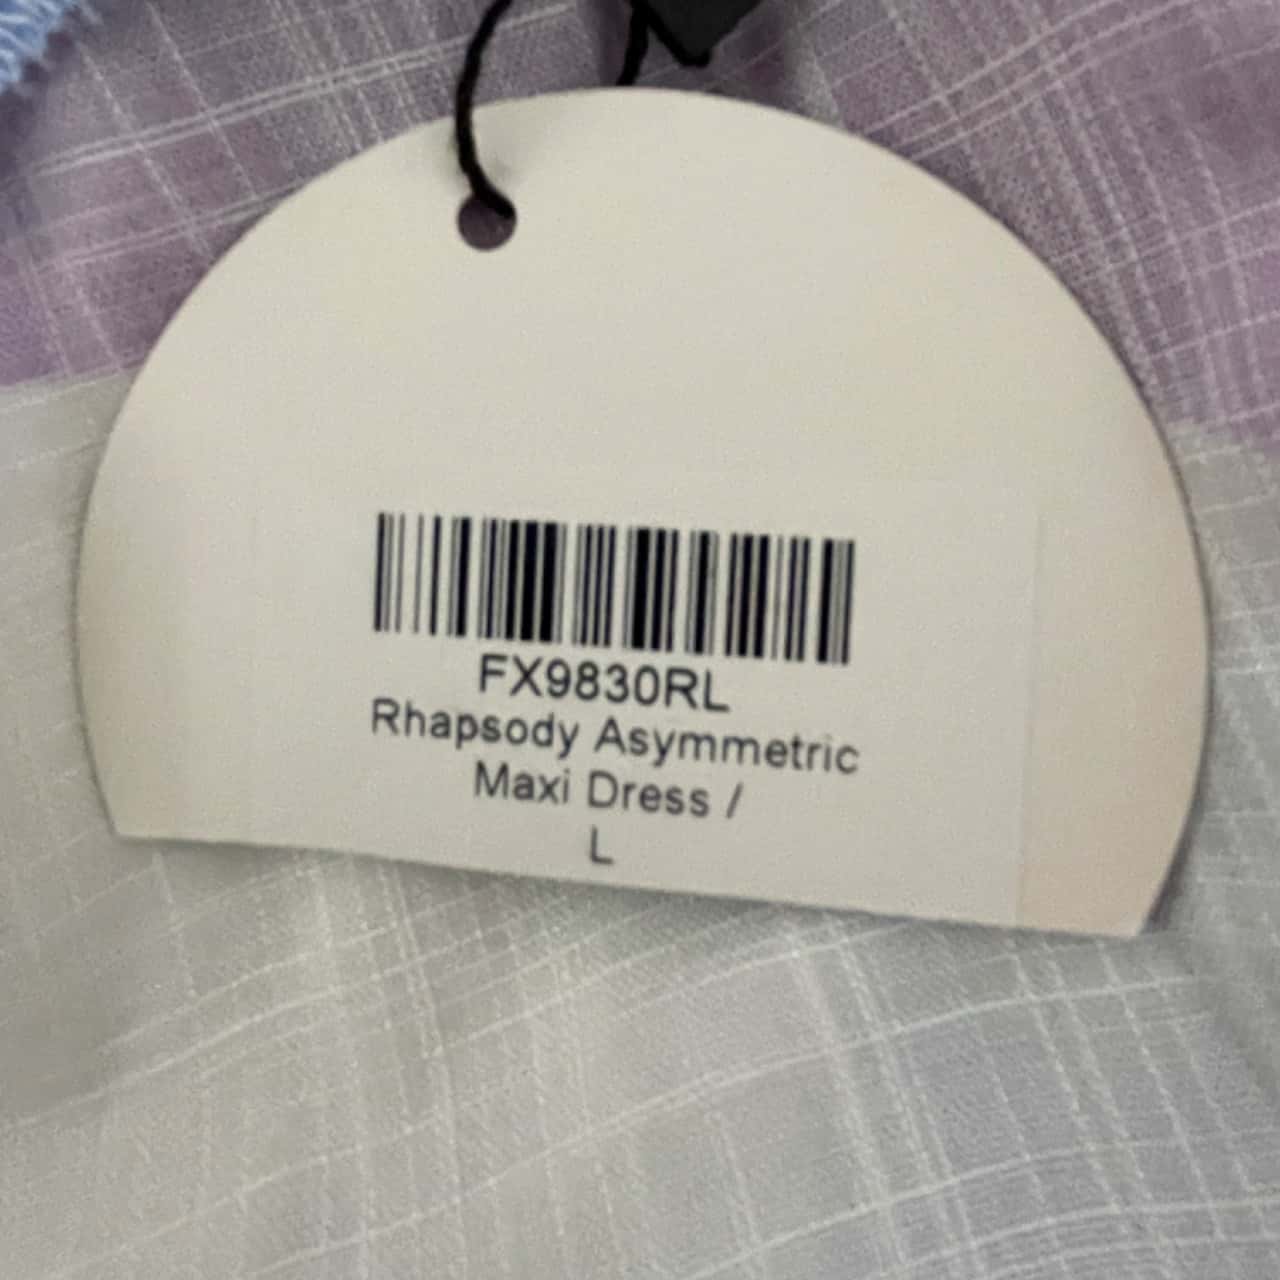 FX9830RL
Rhapsody Asymmetric
Maxi Dress /
L